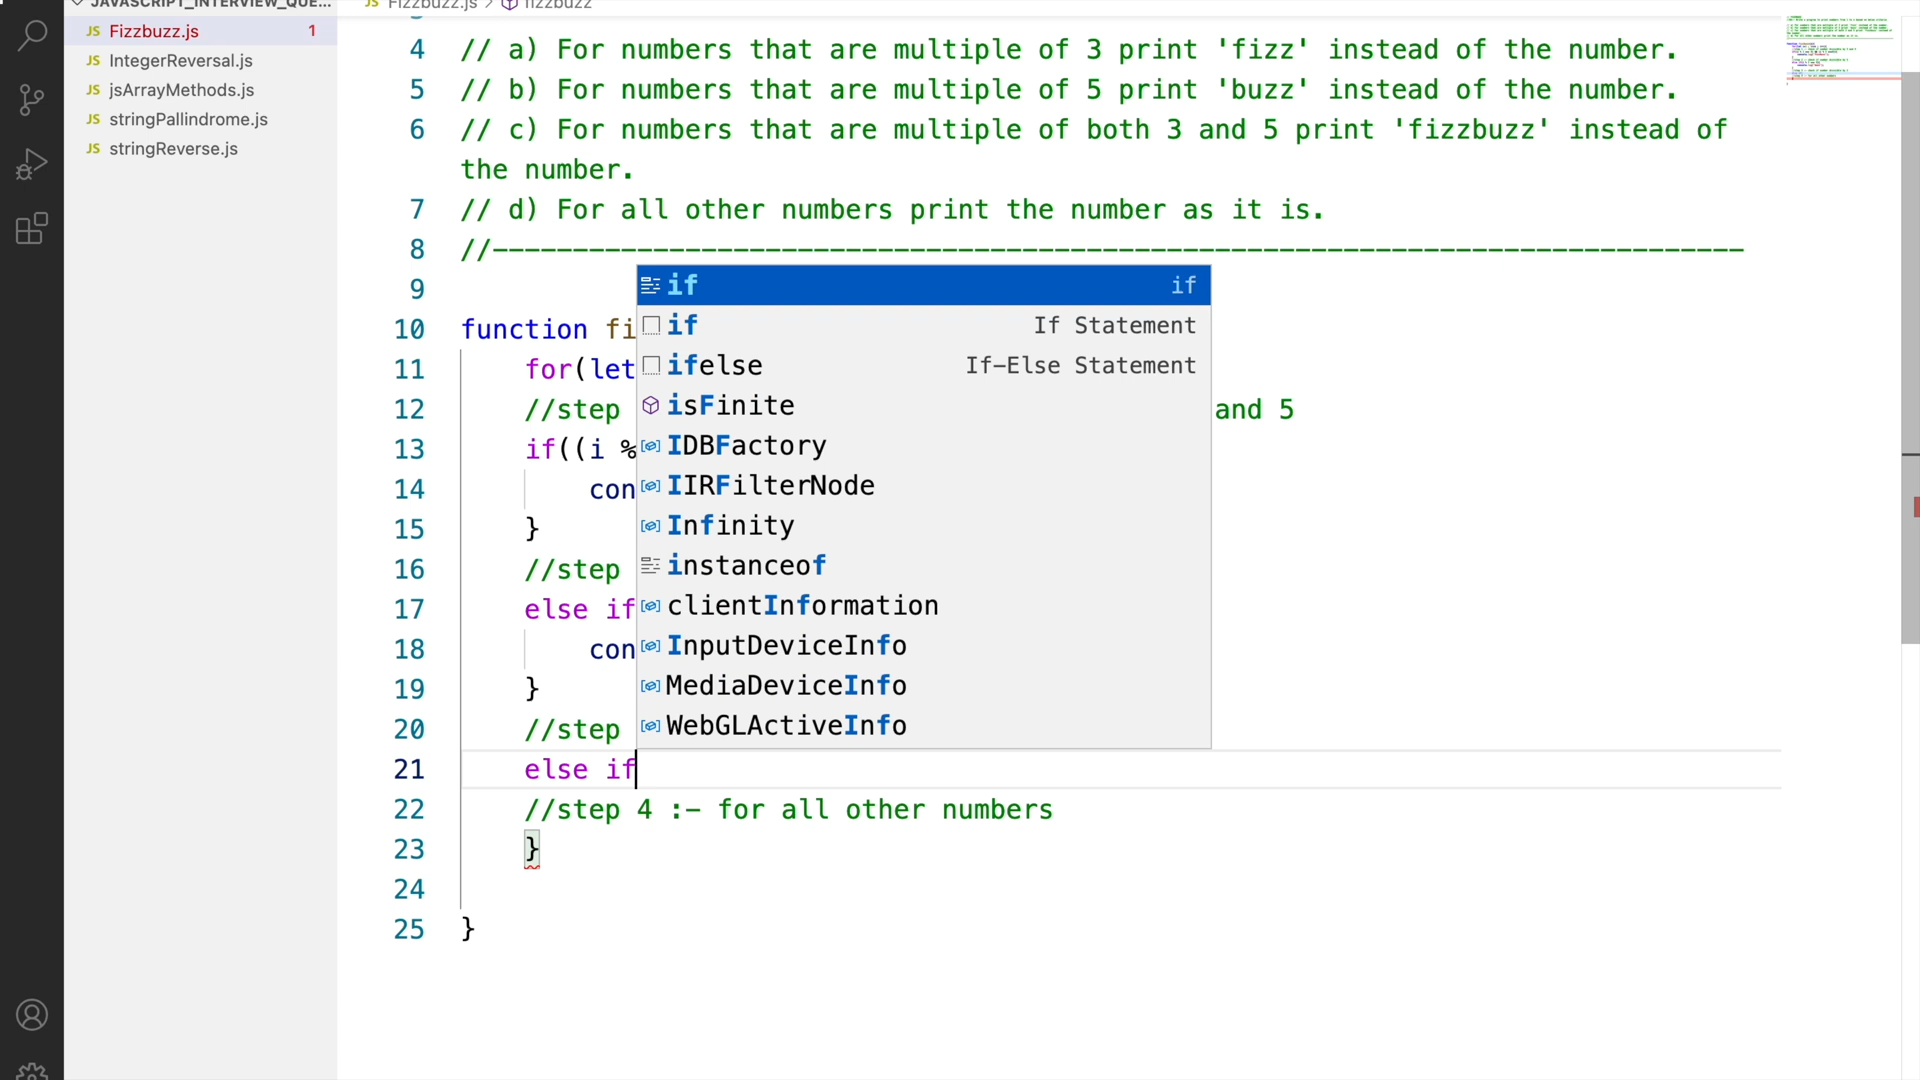 JAVASCRIPT_INTERVIEW_QUE...
JS Fizzbuzz.js 1
JS IntegerReversal.js
JS jsArrayMethods.js
JS stringPallindrome.js
JS stringReverse.js
JS Fizzbuzz.js > fizzbuzz
4 // a) For numbers that are multiple of 3 print 'fizz' instead of the number.
5 // b) For numbers that are multiple of 5 print 'buzz' instead of the number.
6 // c) For numbers that are multiple of both 3 and 5 print 'fizzbuzz' instead of
the number.
7 // d) For all other numbers print the number as it is.
8 //------------------------------------------------------------------------------
9
10 function fi
11 for(let
12 //step and 5
13 if((i %
14 con
15 }
16 //step
17 else if
18 con
19 }
20 //step
21 else if
22 //step 4 :- for all other numbers
23 }
24
25 }
if if
if If Statement
ifelse If-Else Statement
isFinite
IDBFactory
IIRFilterNode
Infinity
instanceof
clientInformation
InputDeviceInfo
MediaDeviceInfo
WebGLActiveInfo